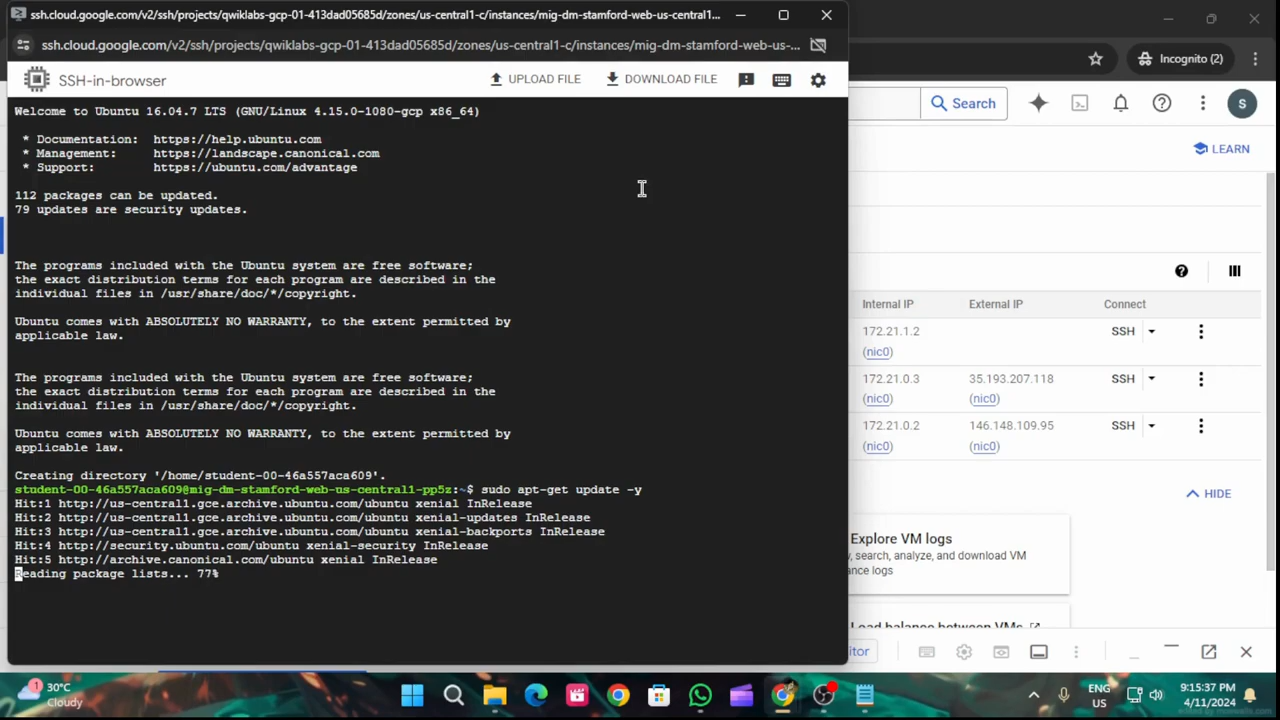 ssh.cloud.google.com/v2/ssh/projects/qwiklabs-gcp-01-413dad05685d/zones/us-central1-c/instances/mig-dm-stamford-web-us-central1...
ssh.cloud.google.com/v2/ssh/projects/qwiklabs-gcp-01-413dad05685d/zones/us-central1-c/instances/mig-dm-stamford-web-us-...
Incognito (2)
SSH-in-browser
UPLOAD FILE
DOWNLOAD FILE
Search
S
LEARN
Welcome to Ubuntu 16.04.7 LTS (GNU/Linux 4.15.0-1080-gcp x86_64)
* Documentation: https://help.ubuntu.com
* Management: https://landscape.canonical.com
* Support: https://ubuntu.com/advantage
112 packages can be updated.
79 updates are security updates.
The programs included with the Ubuntu system are free software;
the exact distribution terms for each program are described in the
individual files in /usr/share/doc/*/copyright.
Ubuntu comes with ABSOLUTELY NO WARRANTY, to the extent permitted by
applicable law.
The programs included with the Ubuntu system are free software;
the exact distribution terms for each program are described in the
individual files in /usr/share/doc/*/copyright.
Ubuntu comes with ABSOLUTELY NO WARRANTY, to the extent permitted by
applicable law.
Creating directory '/home/student-00-46a557aca609'.
student-00-46a557aca609@mig-dm-stamford-web-us-central1-pp5z:~$ sudo apt-get update -y
Hit:1 http://us-central1.gce.archive.ubuntu.com/ubuntu xenial InRelease
Hit:2 http://us-central1.gce.archive.ubuntu.com/ubuntu xenial-updates InRelease
Hit:3 http://us-central1.gce.archive.ubuntu.com/ubuntu xenial-backports InRelease
Hit:4 http://security.ubuntu.com/ubuntu xenial-security InRelease
Hit:5 http://archive.canonical.com/ubuntu xenial InRelease
Reading package lists... 77%
Internal IP External IP Connect
172.21.1.2 SSH
(nic0)
172.21.0.3 35.193.207.118 SSH
(nic0) (nic0)
172.21.0.2 146.148.109.95 SSH
(nic0) (nic0)
HIDE
Explore VM logs
, search, analyze, and download VM
ance logs
Load balance between VMs
itor
1
30°C
Cloudy
ENG
US
9:15:37 PM
4/11/2024